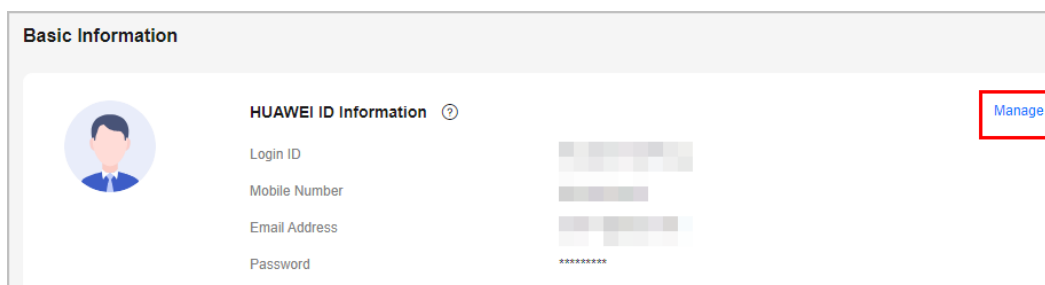 Basic Information
HUAWEI ID Information ?
Manage
Login ID
Mobile Number
Email Address
Password *********